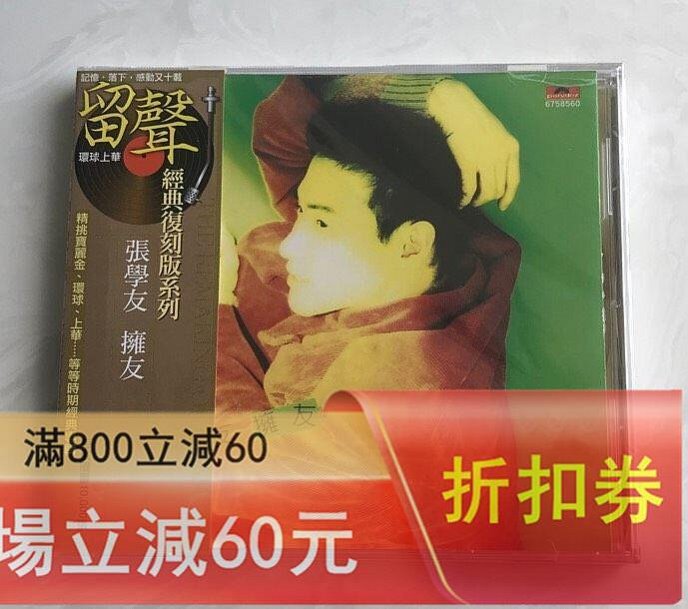 記憶．落下．感動又十載
留聲
環球上華
經典復刻版系列
張學友 擁友
精挑寶麗金、環球、上華……等等時期經典
polydor
6758560
擁友
滿800立減60
折扣券
場立減60元